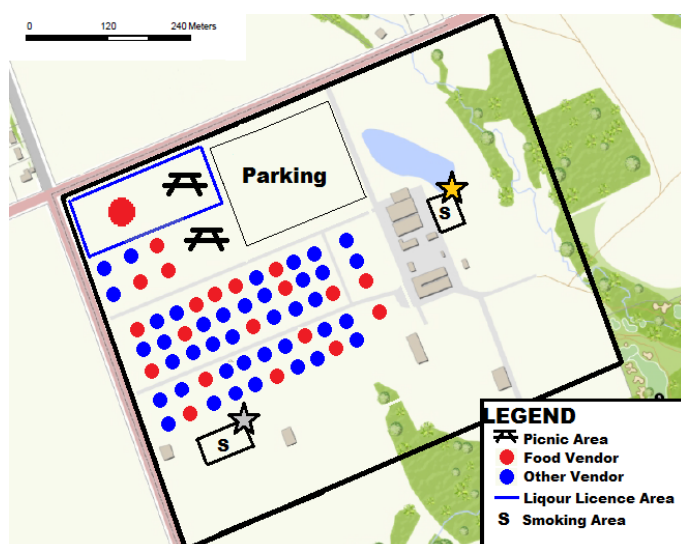 0 120 240 Meters
Parking
S
S
LEGEND
Picnic Area
Food Vendor
Other Vendor
Liqour Licence Area
S Smoking Area